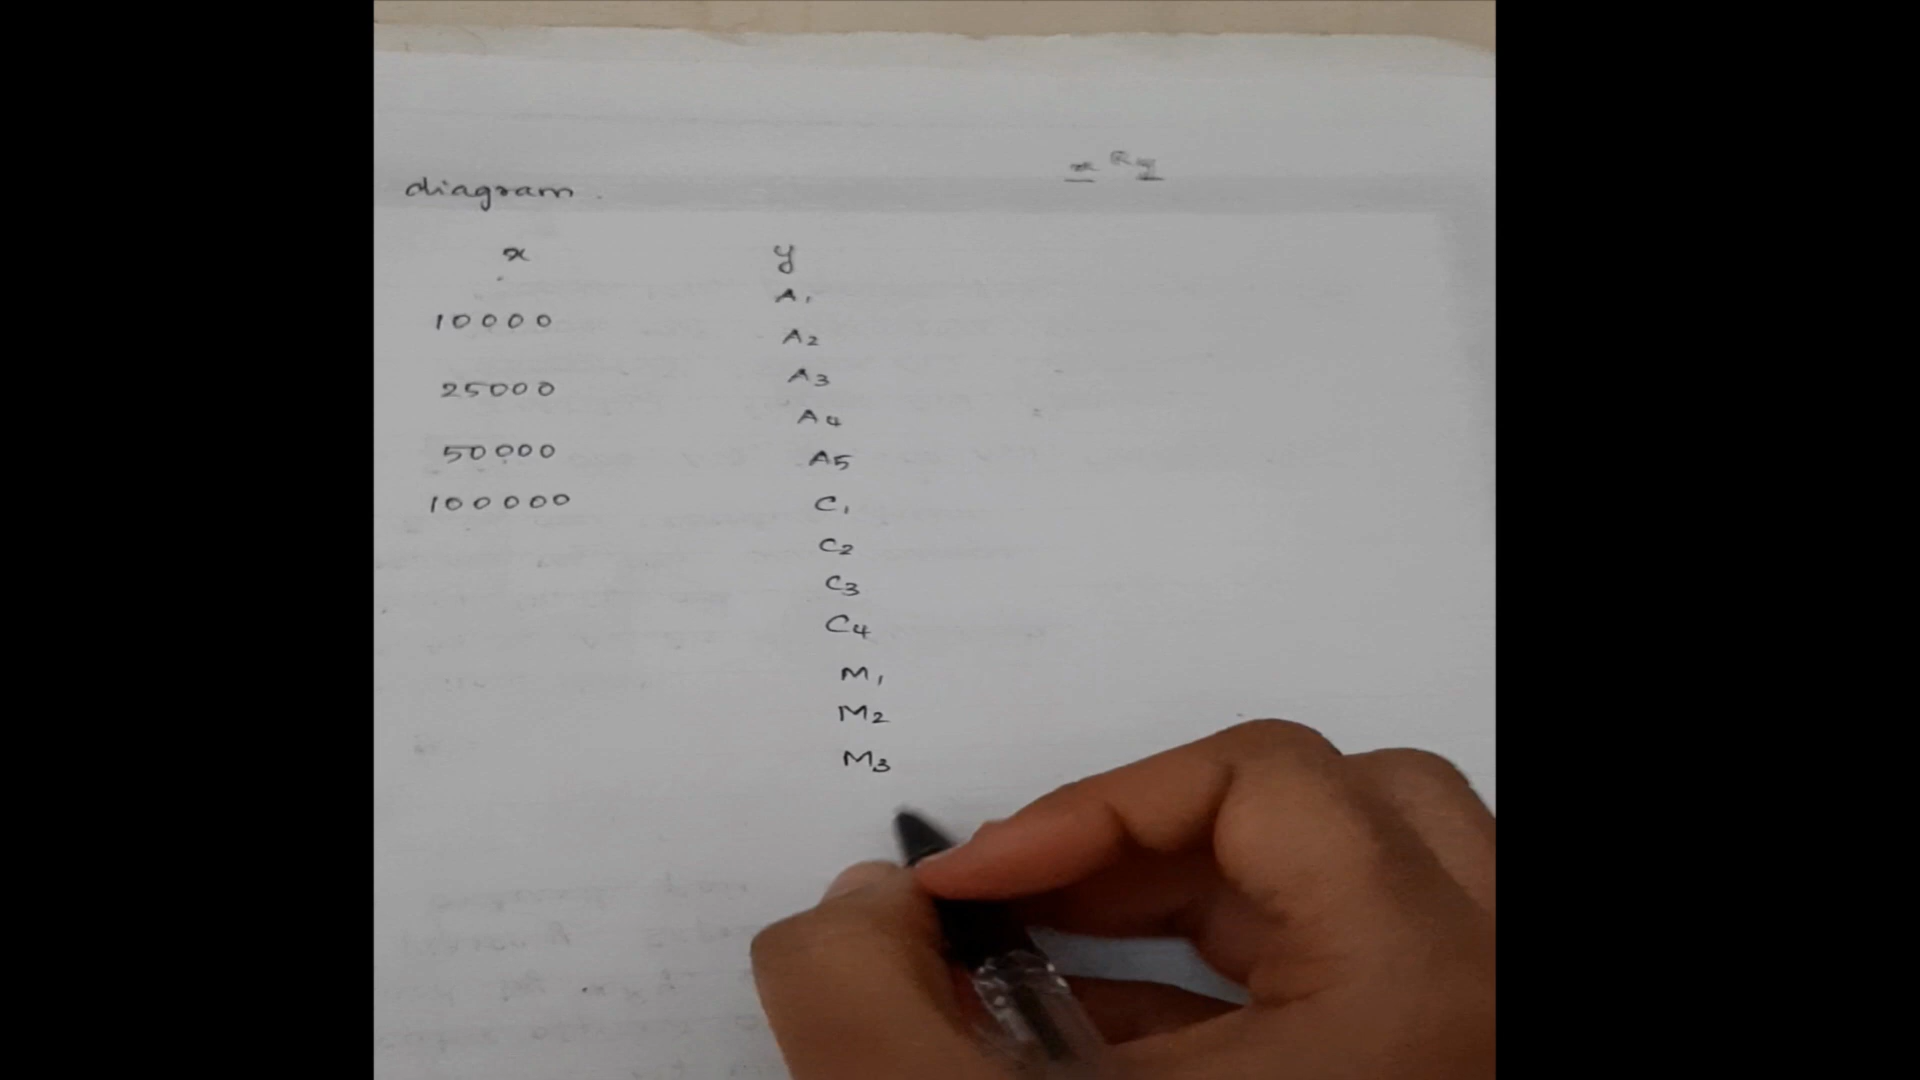 x R y
diagram.
x y
A1
10000
A2
A3
25000
A4
50000
A5
100000
C1
C2
C3
C4
M1
M2
M3